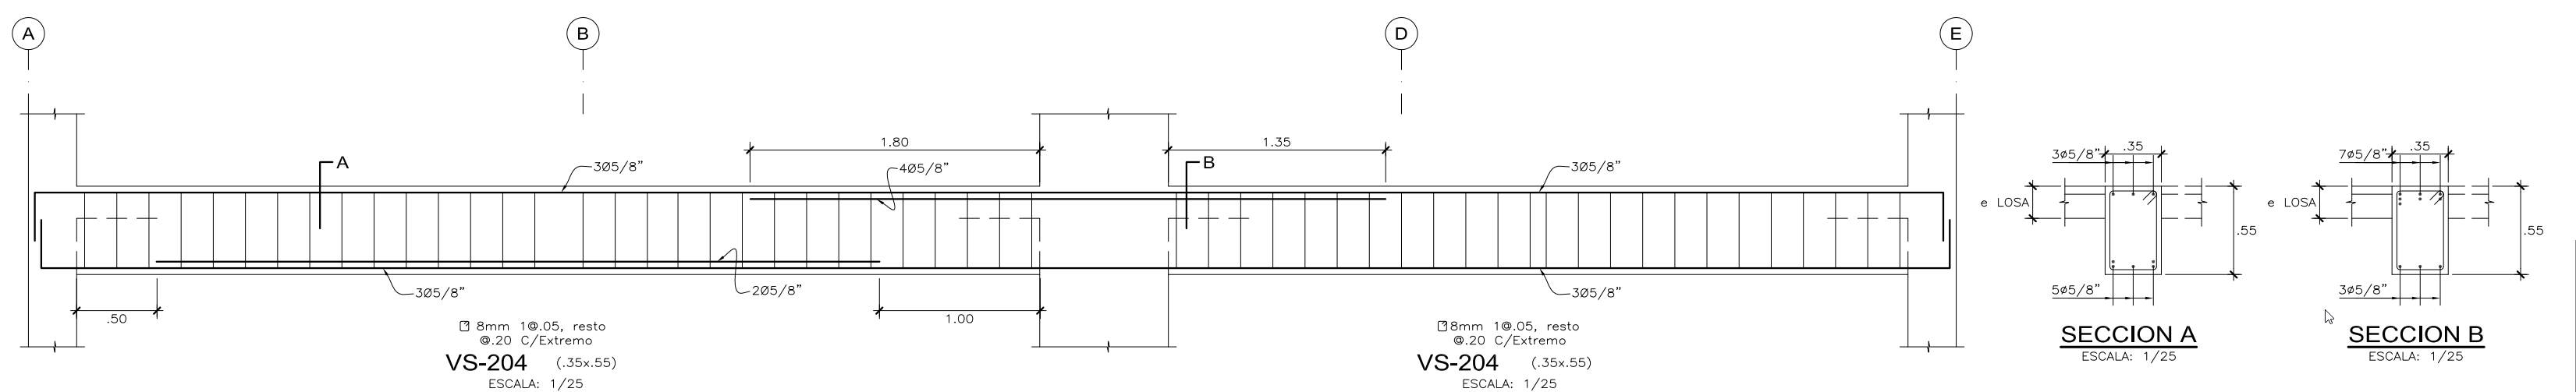 A
B
D
E
1.80
1.35
A
3Ø5/8"
4Ø5/8"
B
3Ø5/8"
3Ø5/8"
2Ø5/8"
3Ø5/8"
.50
1.00
8mm 1@.05, resto
@.20 C/Extremo
VS-204 (.35x.55)
ESCALA: 1/25
8mm 1@.05, resto
@.20 C/Extremo
VS-204 (.35x.55)
ESCALA: 1/25
.35
3ø5/8"
e LOSA
.55
5ø5/8"
SECCION A
ESCALA: 1/25
.35
7ø5/8"
e LOSA
.55
3ø5/8"
SECCION B
ESCALA: 1/25